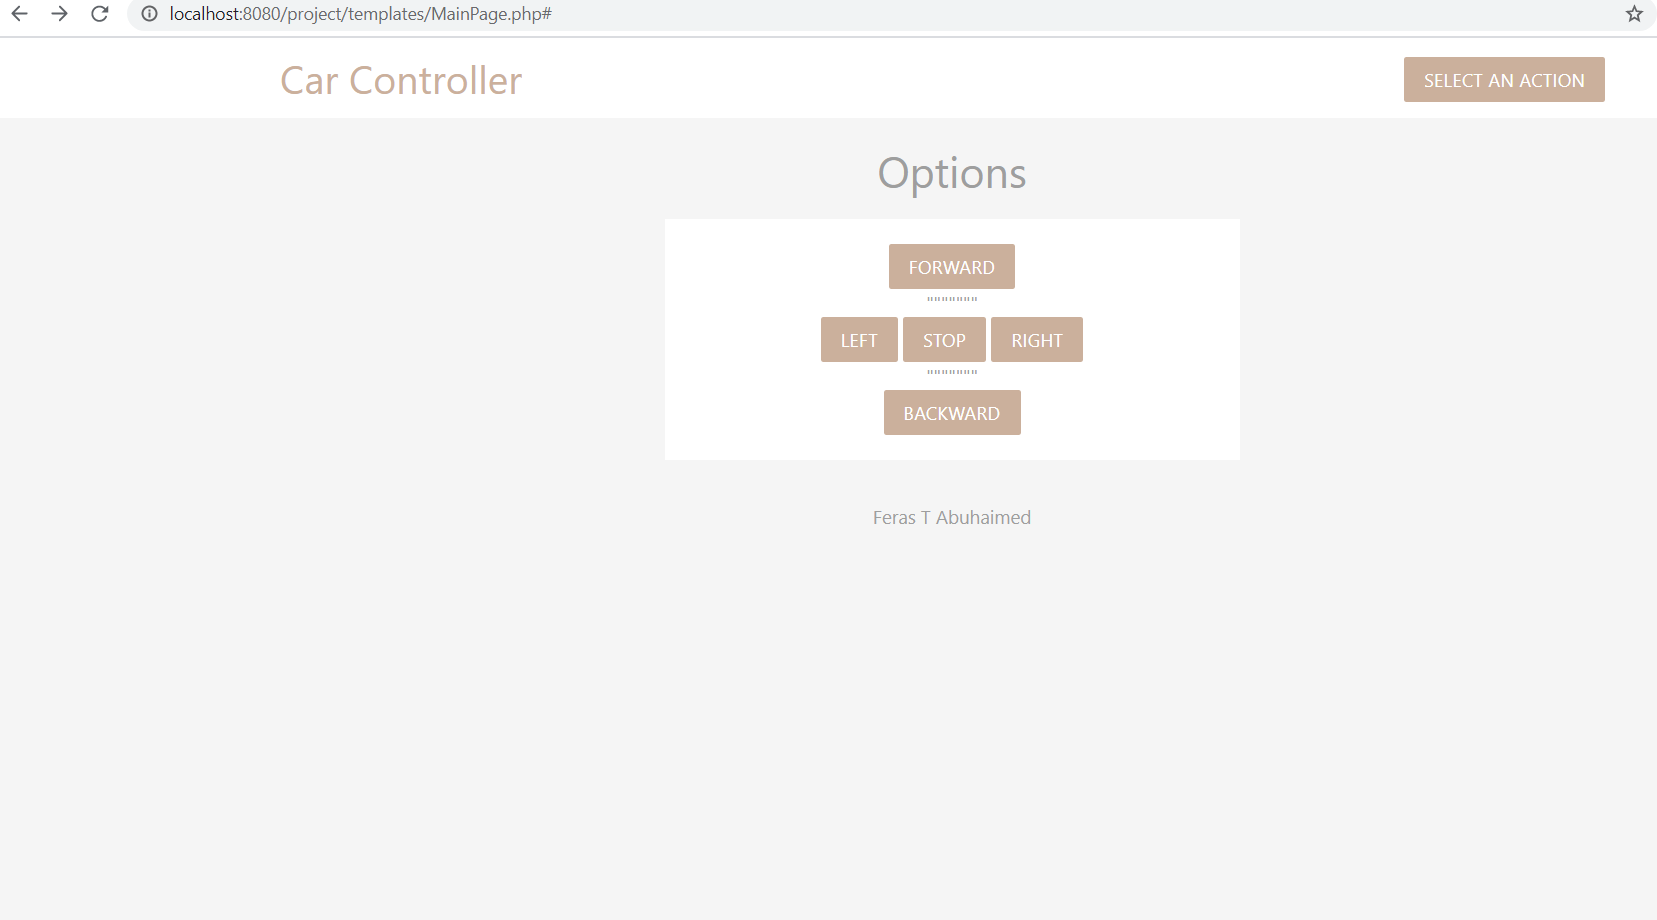 localhost:8080/project/templates/MainPage.php#
Car Controller
SELECT AN ACTION
Options
FORWARD
"""""""
LEFT STOP RIGHT
"""""""
BACKWARD
Feras T Abuhaimed